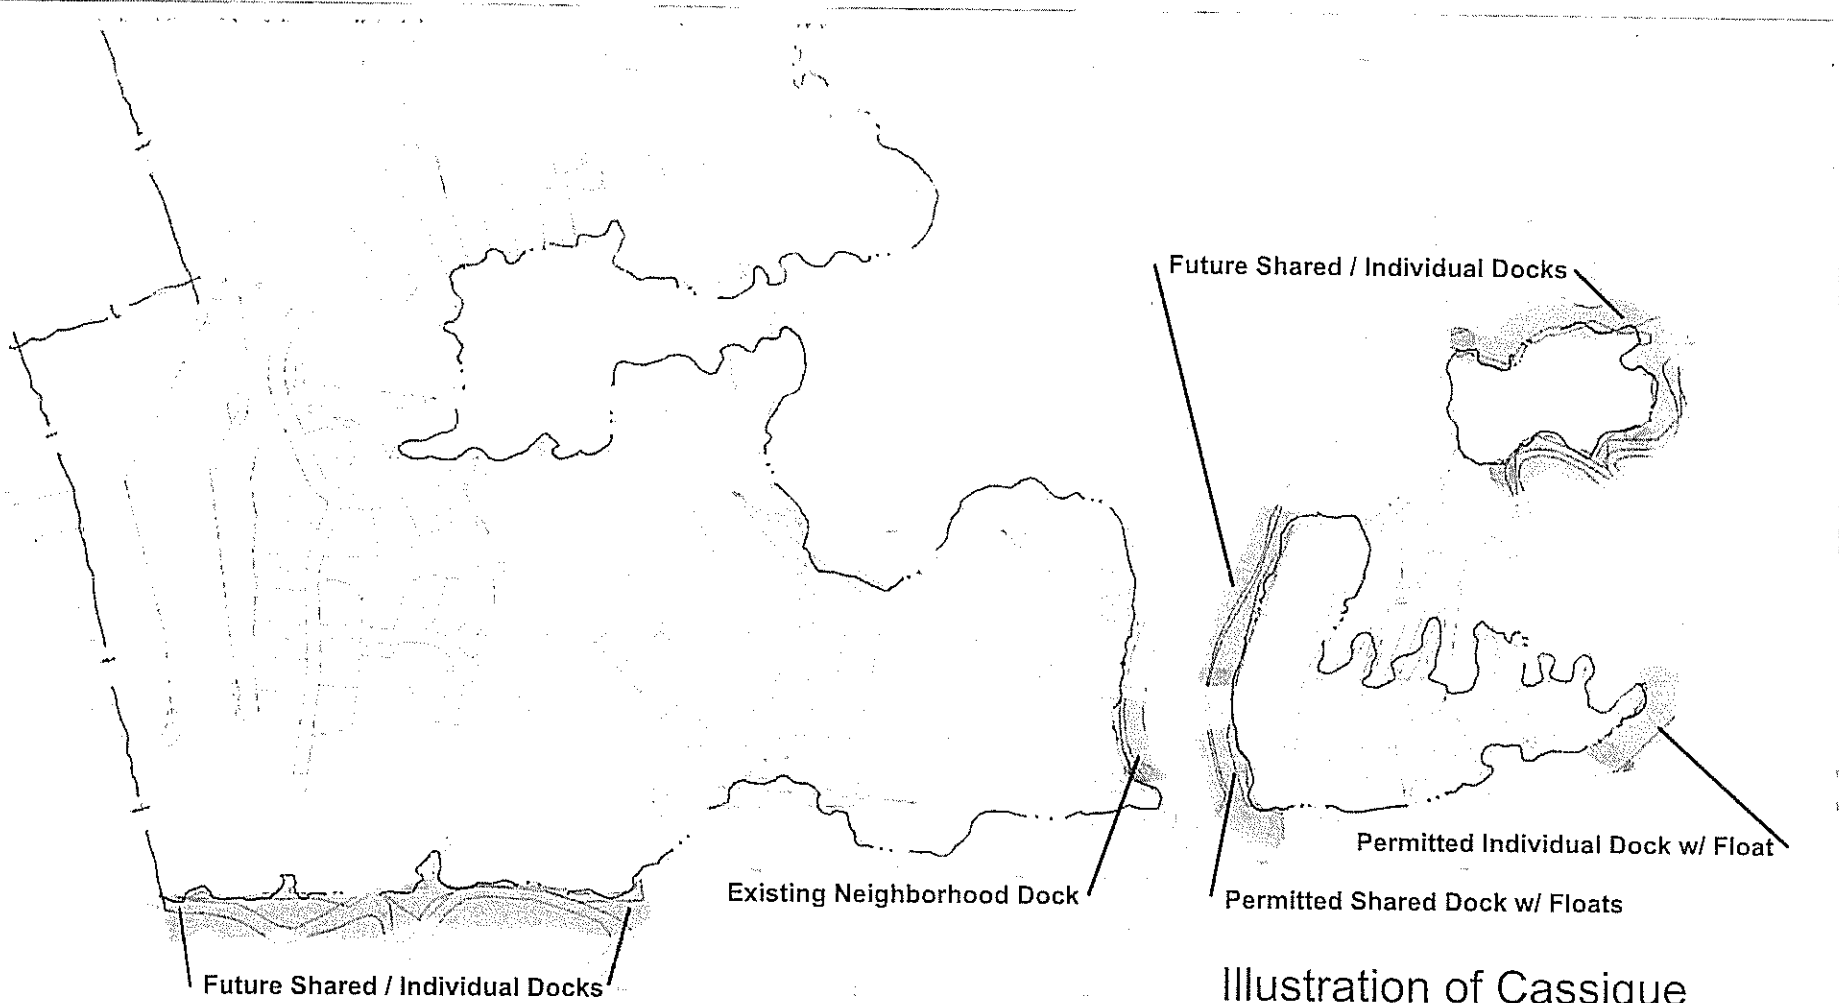 Future Shared / Individual Docks
Permitted Individual Dock w/ Float
Existing Neighborhood Dock
Permitted Shared Dock w/ Floats
Future Shared / Individual Docks
Illustration of Cassique